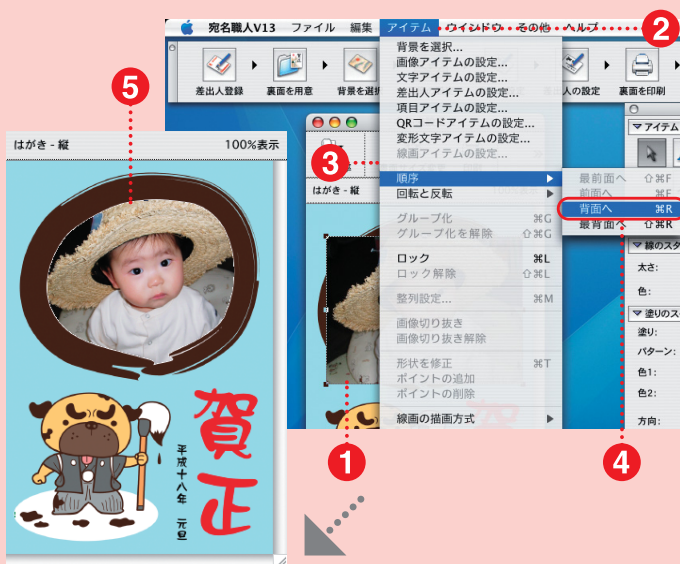 宛名職人V13 ファイル 編集 アイテム ウインドウ その他 ヘルプ
2
差出人登録 裏面を用意 背景を選択 人の設定 裏面を印刷
背景を選択...
画像アイテムの設定...
文字アイテムの設定...
差出人アイテムの設定...
項目アイテムの設定...
QRコードアイテムの設定...
変形文字アイテムの設定...
線画アイテムの設定...
順序
回転と反転
グループ化 ⌘G
グループ化を解除 ⇧⌘G
ロック ⌘L
ロック解除 ⇧⌘L
整列設定... ⌘M
画像切り抜き
画像切り抜き解除
形状を修正 ⌘T
ポイントの追加
ポイントの削除
線画の描画方式
最前面へ ⇧⌘F
前面へ ⌘F
背面へ ⌘R
最背面へ ⇧⌘R
アイテム
線のスタ
太さ:
色:
塗りのス
塗り:
パターン:
色1:
色2:
方向:
3
はがき - 縦
1
4
5
はがき - 縦 100%表示
賀正
平成十八年 元旦